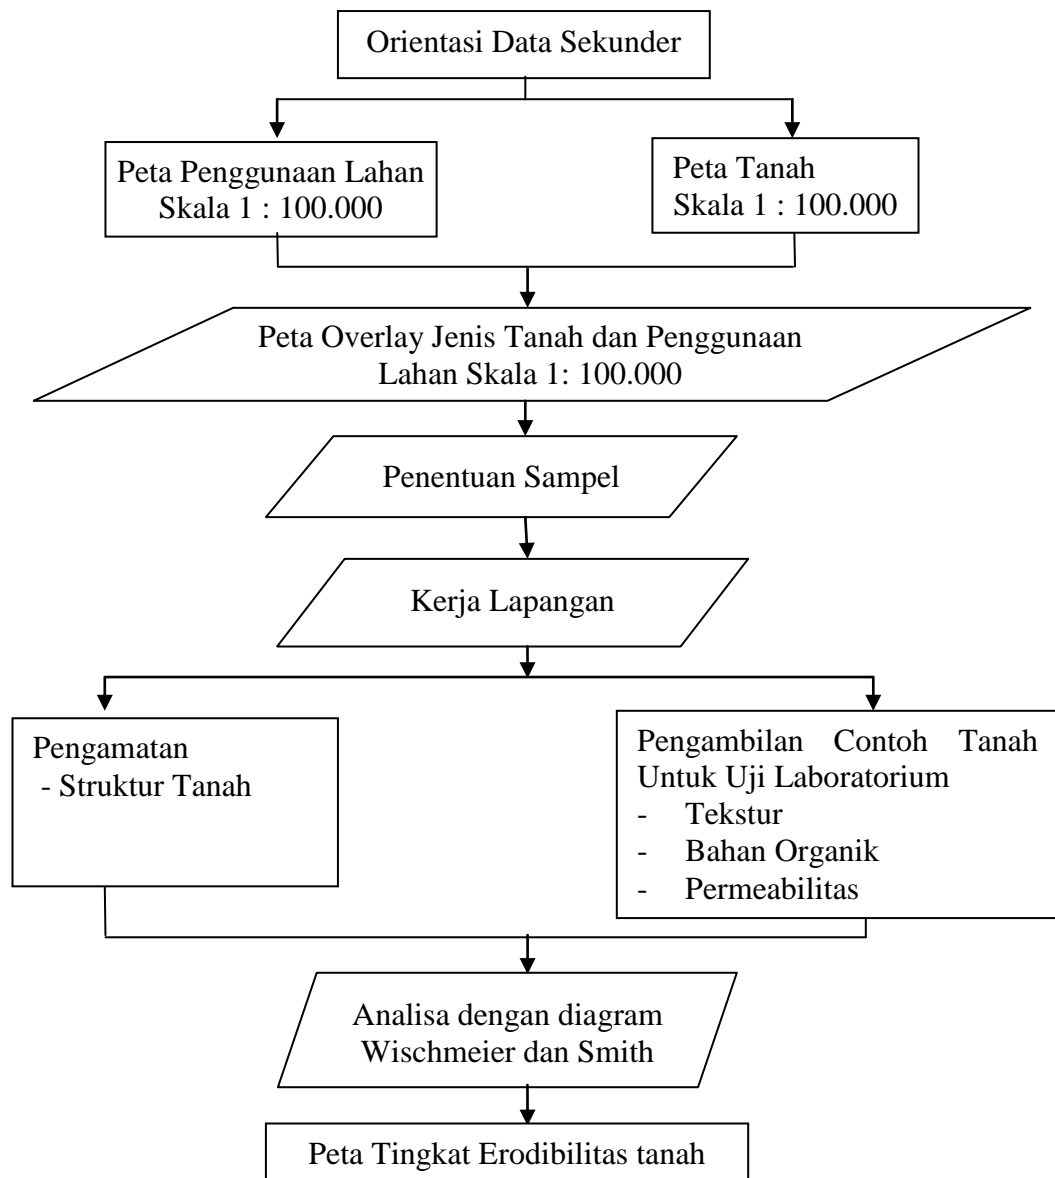 Orientasi Data Sekunder
Peta Penggunaan Lahan
Skala 1 : 100.000
Peta Tanah
Skala 1 : 100.000
Peta Overlay Jenis Tanah dan Penggunaan
Lahan Skala 1: 100.000
Penentuan Sampel
Kerja Lapangan
Pengamatan
- Struktur Tanah
Pengambilan Contoh Tanah
Untuk Uji Laboratorium
- Tekstur
- Bahan Organik
- Permeabilitas
Analisa dengan diagram
Wischmeier dan Smith
Peta Tingkat Erodibilitas tanah